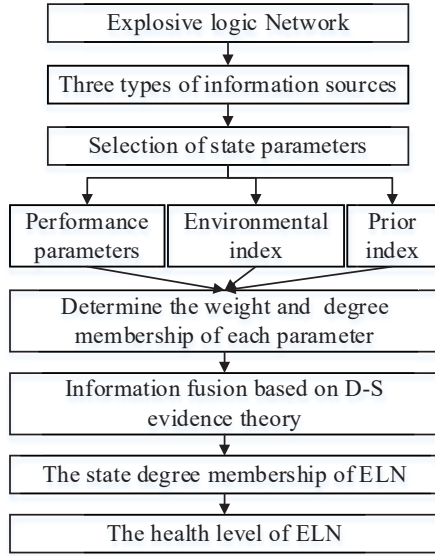 Explosive logic Network
Three types of information sources
Selection of state parameters
Performance
parameters
Environmental
index
Prior
index
Determine the weight and degree
membership of each parameter
Information fusion based on D-S
evidence theory
The state degree membership of ELN
The health level of ELN